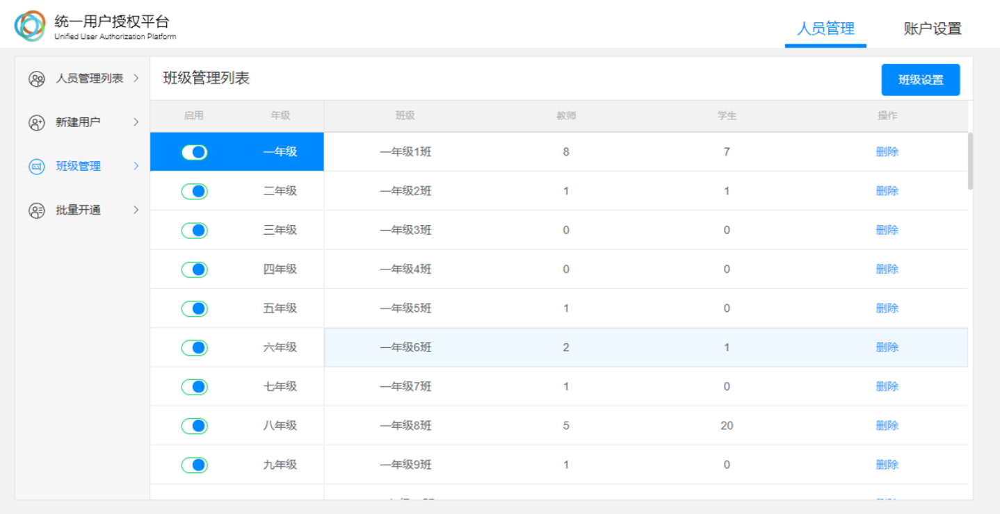 统一用户授权平台
Unified User Authorization Platform
人员管理 账户设置
人员管理列表
新建用户
班级管理
批量开通
班级管理列表 班级设置
启用 年级 班级 教师 学生 操作
一年级 一年级1班 8 7 删除
二年级 一年级2班 1 1 删除
三年级 一年级3班 0 0 删除
四年级 一年级4班 0 0 删除
五年级 一年级5班 1 0 删除
六年级 一年级6班 2 1 删除
七年级 一年级7班 1 0 删除
八年级 一年级8班 5 20 删除
九年级 一年级9班 1 0 删除